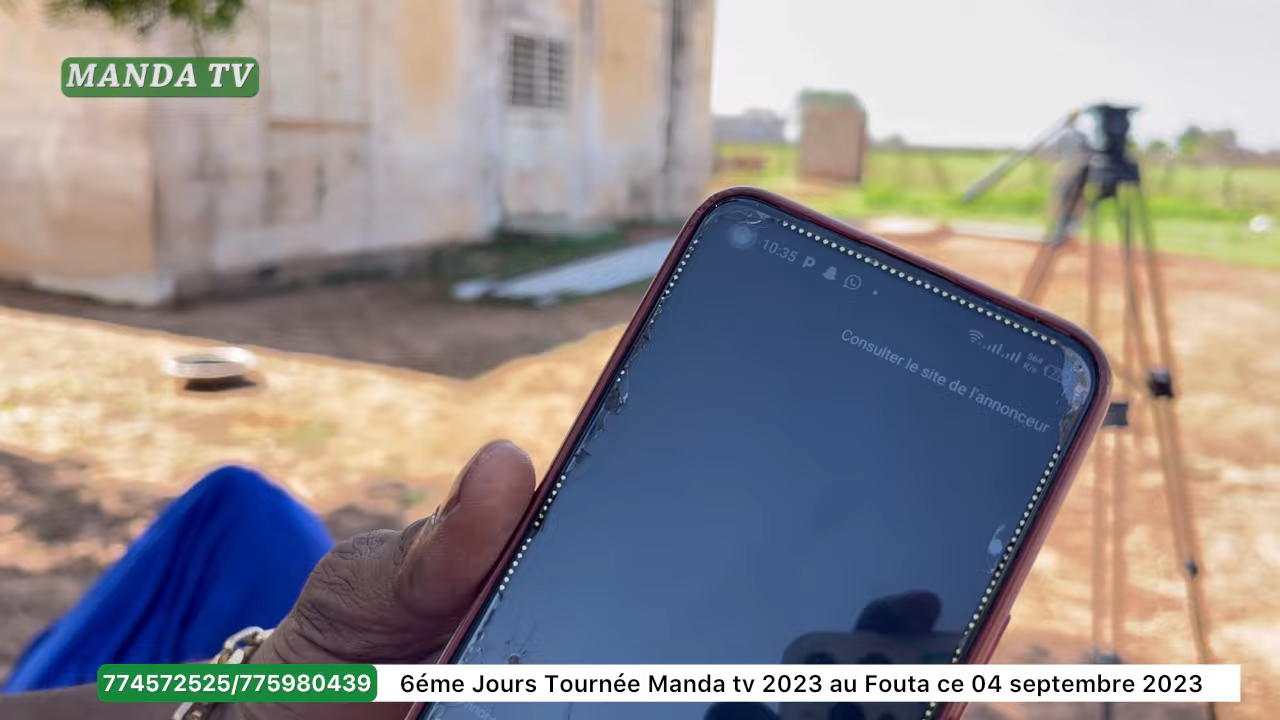 MANDA TV
10:35
564
K/s
Consulter le site de l'annonceur
774572525/775980439 6éme Jours Tournée Manda tv 2023 au Fouta ce 04 septembre 2023